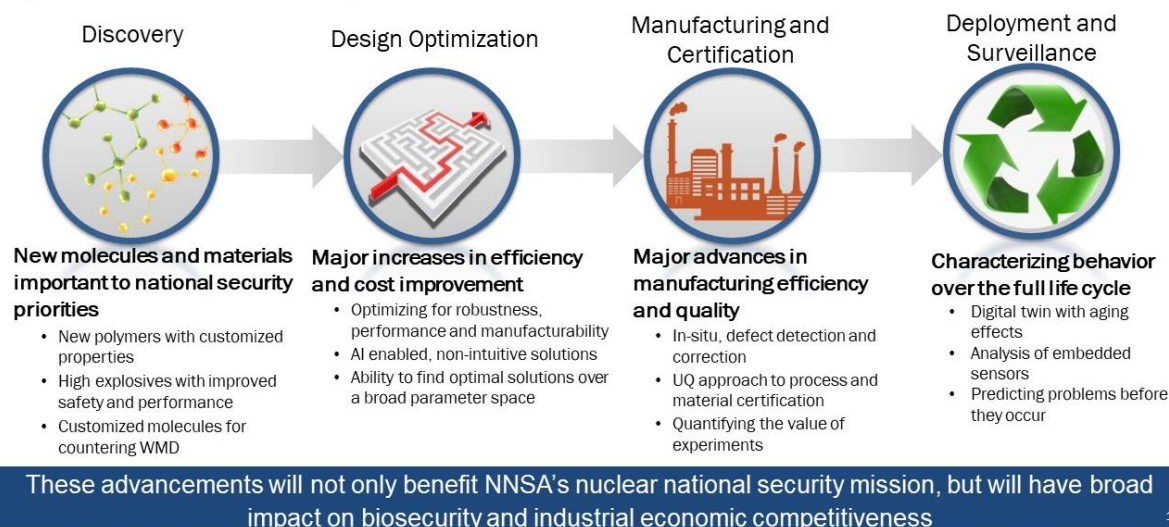 Discovery
Design Optimization
Manufacturing and
Certification
Deployment and
Surveillance
New molecules and materials
important to national security
priorities
• New polymers with customized
properties
• High explosives with improved
safety and performance
• Customized molecules for
countering WMD
Major increases in efficiency
and cost improvement
• Optimizing for robustness,
performance and manufacturability
• AI enabled, non-intuitive solutions
• Ability to find optimal solutions over
a broad parameter space
Major advances in
manufacturing efficiency
and quality
• In-situ, defect detection and
correction
• UQ approach to process and
material certification
• Quantifying the value of
experiments
Characterizing behavior
over the full life cycle
• Digital twin with aging
effects
• Analysis of embedded
sensors
• Predicting problems before
they occur
These advancements will not only benefit NNSA's nuclear national security mission, but will have broad
impact on biosecurity and industrial economic competitiveness